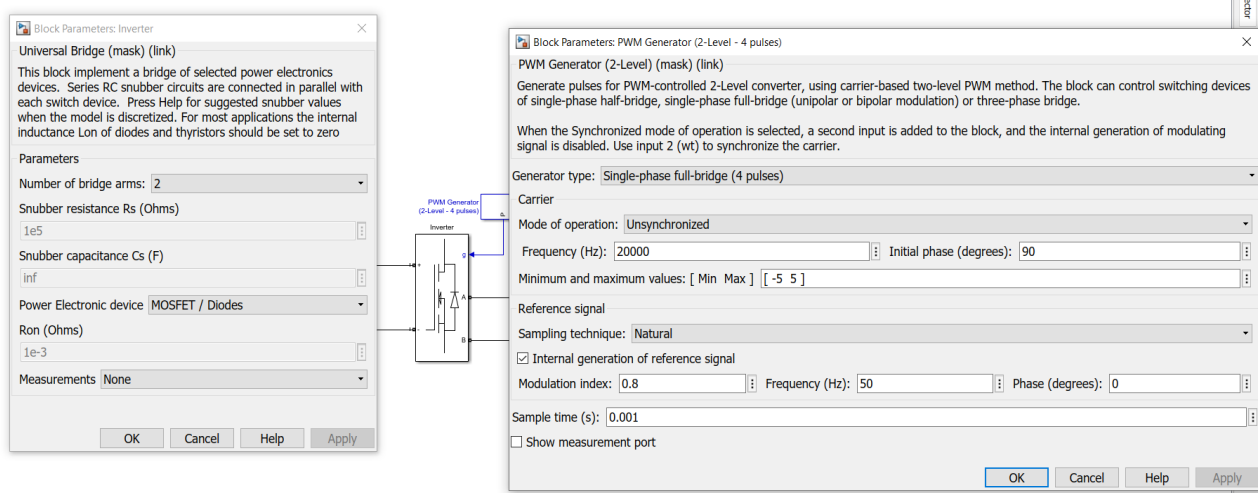 Block Parameters: Inverter
Universal Bridge (mask) (link)
This block implement a bridge of selected power electronics
devices. Series RC snubber circuits are connected in parallel with
each switch device. Press Help for suggested snubber values
when the model is discretized. For most applications the internal
inductance Lon of diodes and thyristors should be set to zero
Parameters
Number of bridge arms: 2
Snubber resistance Rs (Ohms)
1e5
Snubber capacitance Cs (F)
inf
Power Electronic device MOSFET / Diodes
Ron (Ohms)
1e-3
Measurements None
OK Cancel Help Apply
PWM Generator
(2-Level - 4 pulses)
P
Inverter
g
+
A
-
B
ctor
Block Parameters: PWM Generator (2-Level - 4 pulses)
PWM Generator (2-Level) (mask) (link)
Generate pulses for PWM-controlled 2-Level converter, using carrier-based two-level PWM method. The block can control switching devices
of single-phase half-bridge, single-phase full-bridge (unipolar or bipolar modulation) or three-phase bridge.
When the Synchronized mode of operation is selected, a second input is added to the block, and the internal generation of modulating
signal is disabled. Use input 2 (wt) to synchronize the carrier.
Generator type: Single-phase full-bridge (4 pulses)
Carrier
Mode of operation: Unsynchronized
Frequency (Hz): 20000 Initial phase (degrees): 90
Minimum and maximum values: [ Min Max ] [ -5 5 ]
Reference signal
Sampling technique: Natural
Internal generation of reference signal
Modulation index: 0.8 Frequency (Hz): 50 Phase (degrees): 0
Sample time (s): 0.001
Show measurement port
OK Cancel Help Apply